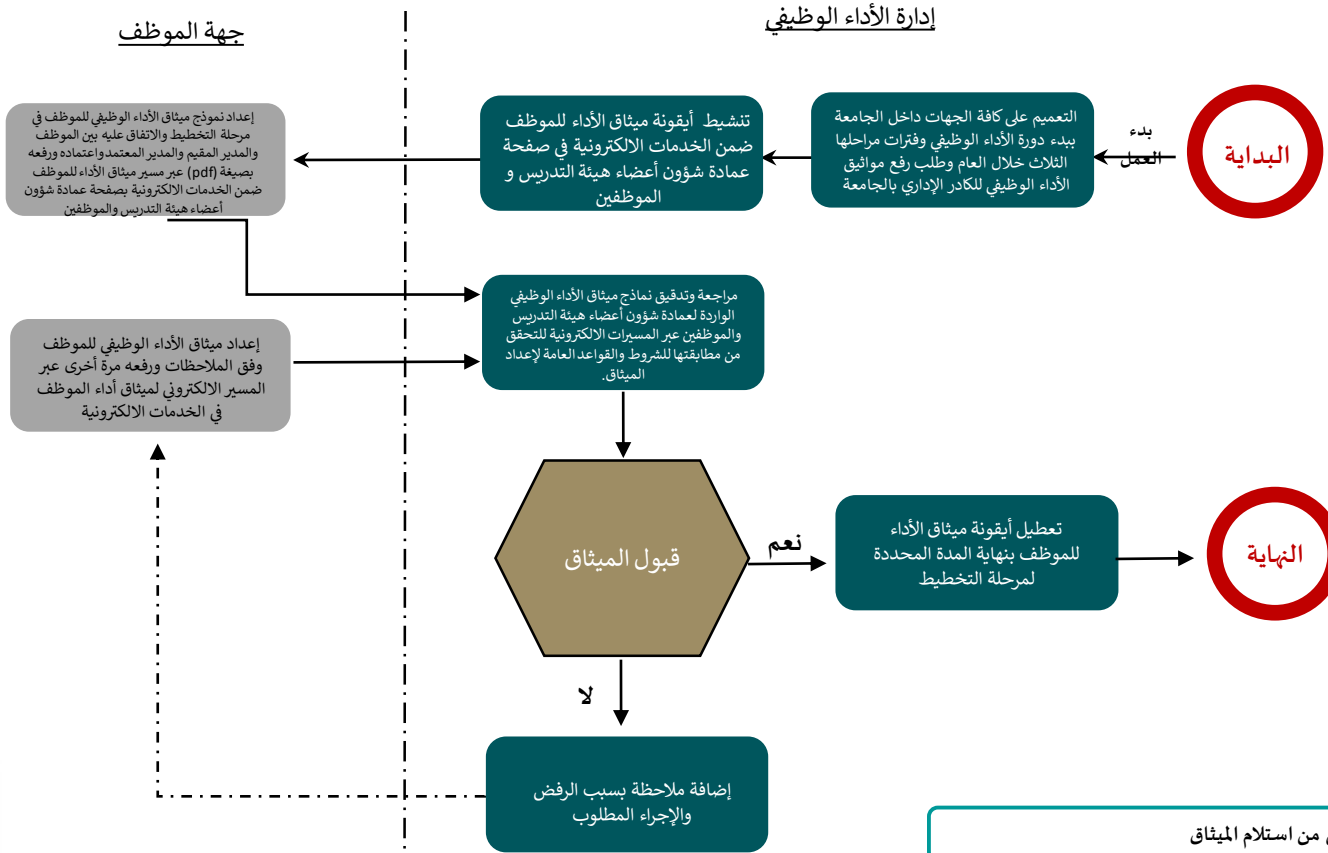 إدارة الأداء الوظيفي
جهة الموظف
البداية
بدء
العمل
التعميم على كافة الجهات داخل الجامعة
ببدء دورة الأداء الوظيفي وفترات مراحلها
الثلاث خلال العام وطلب رفع مواثيق
الأداء الوظيفي للكادر الإداري بالجامعة
تنشيط أيقونة ميثاق الأداء للموظف
ضمن الخدمات الالكترونية في صفحة
عمادة شؤون أعضاء هيئة التدريس و
الموظفين
إعداد نموذج ميثاق الأداء الوظيفي للموظف في
مرحلة التخطيط والاتفاق عليه بين الموظف
والمدير المقيم والمدير المعتمد واعتماده ورفعه
بصيغة (pdf) عبر مسير ميثاق الأداء للموظف
ضمن الخدمات الالكترونية بصفحة عمادة شؤون
أعضاء هيئة التدريس والموظفين
مراجعة وتدقيق نماذج ميثاق الأداء الوظيفي
الواردة لعمادة شؤون أعضاء هيئة التدريس
والموظفين عبر المسيرات الالكترونية للتحقق
من مطابقتها للشروط والقواعد العامة لإعداد
الميثاق.
إعداد ميثاق الأداء الوظيفي للموظف
وفق الملاحظات ورفعه مرة أخرى عبر
المسير الالكتروني لميثاق أداء الموظف
في الخدمات الالكترونية
قبول الميثاق
نعم
تعطيل أيقونة ميثاق الأداء
للموظف بنهاية المدة المحددة
لمرحلة التخطيط
النهاية
لا
إضافة ملاحظة بسبب الرفض
والإجراء المطلوب
من استلام الميثاق